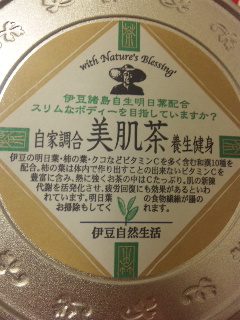 茶
with Nature's Blessing
伊豆諸島自生明日葉配合
スリムなボディーを目指していますか?
自家調合 美肌茶 養生健身
伊豆の明日葉・柿の葉・クコなどビタミンCを多く含む和漢10種を
配合。柿の葉は体内で作り出すことの出来ないビタミンCを
豊富に含み、熱に強くお茶の中はCたっぷり。肌の新陳
代謝を活発化させ、疲労回復にも効果があるといわ
れています。明日葉の食物繊維が腸の
お掃除もしてくれます。
伊豆自然生活
茶